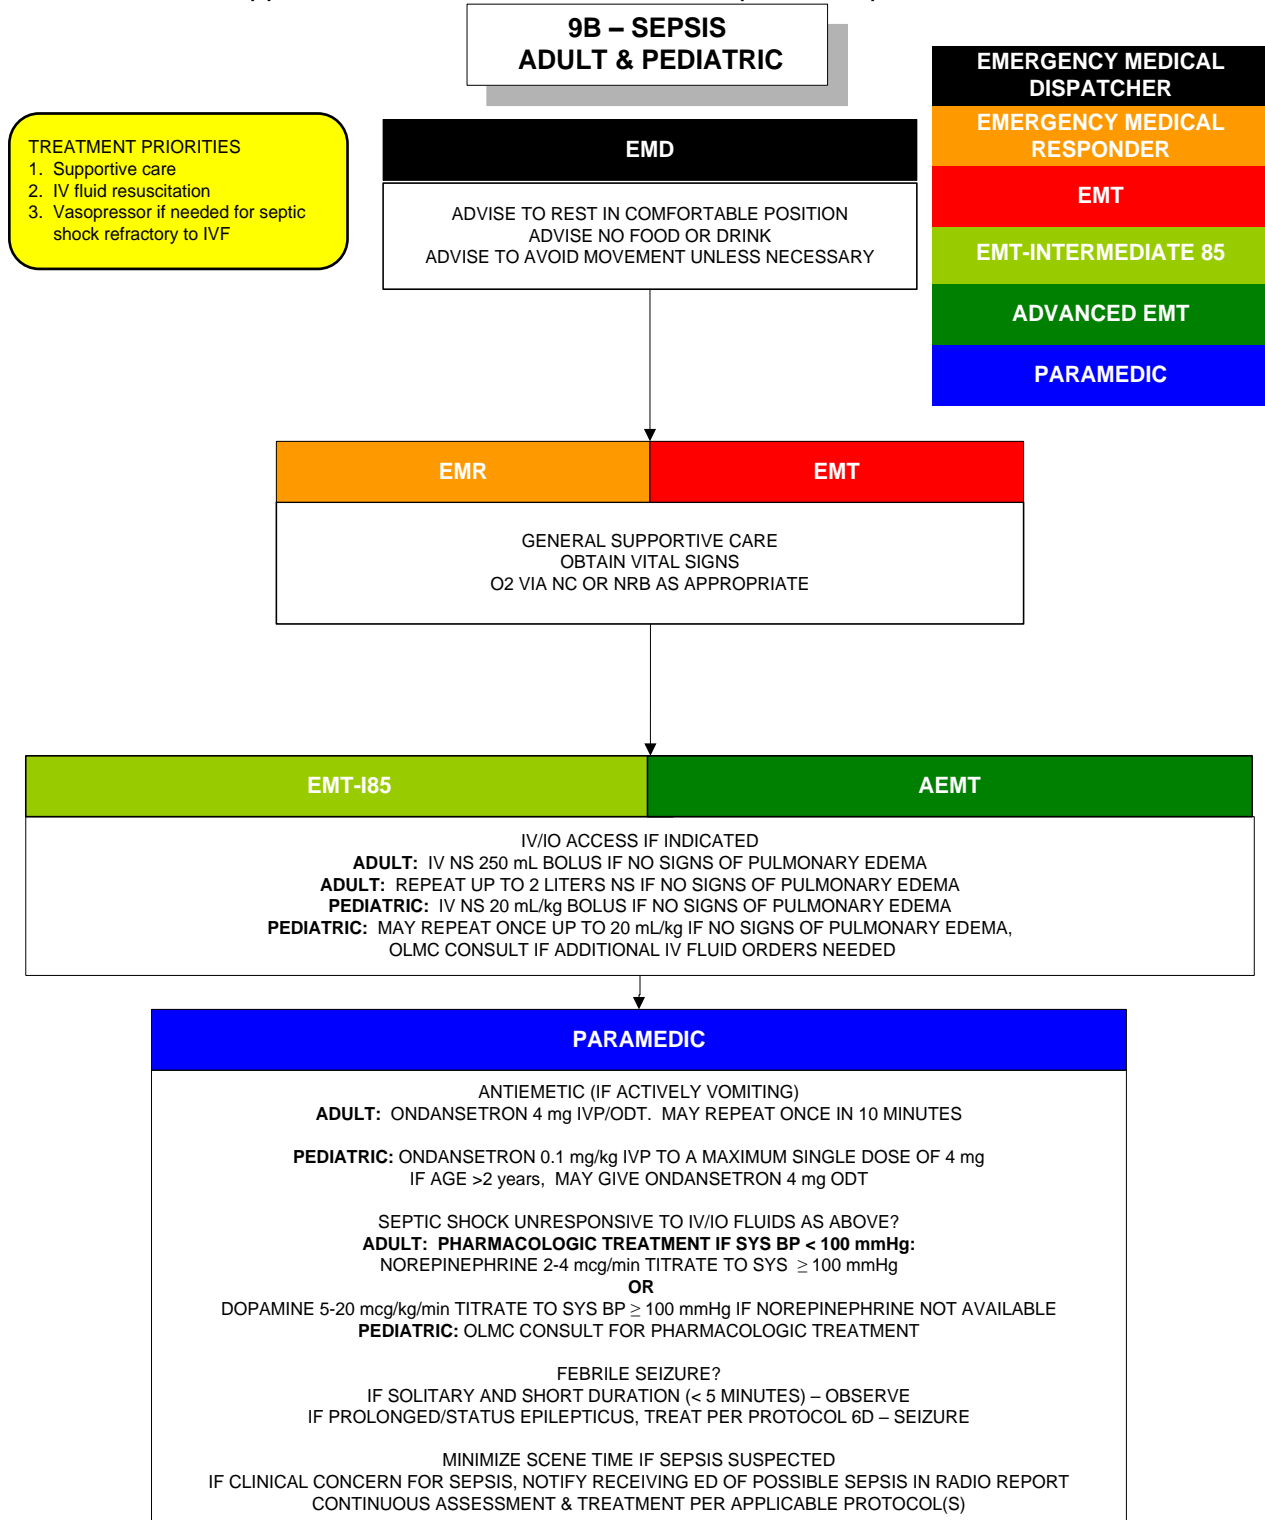 9B – SEPSIS
ADULT & PEDIATRIC
EMERGENCY MEDICAL
DISPATCHER
EMERGENCY MEDICAL
RESPONDER
EMT
EMT-INTERMEDIATE 85
ADVANCED EMT
PARAMEDIC
TREATMENT PRIORITIES
1. Supportive care
2. IV fluid resuscitation
3. Vasopressor if needed for septic
shock refractory to IVF
EMD
ADVISE TO REST IN COMFORTABLE POSITION
ADVISE NO FOOD OR DRINK
ADVISE TO AVOID MOVEMENT UNLESS NECESSARY
EMR
EMT
GENERAL SUPPORTIVE CARE
OBTAIN VITAL SIGNS
O2 VIA NC OR NRB AS APPROPRIATE
EMT-I85
AEMT
IV/IO ACCESS IF INDICATED
ADULT: IV NS 250 mL BOLUS IF NO SIGNS OF PULMONARY EDEMA
ADULT: REPEAT UP TO 2 LITERS NS IF NO SIGNS OF PULMONARY EDEMA
PEDIATRIC: IV NS 20 mL/kg BOLUS IF NO SIGNS OF PULMONARY EDEMA
PEDIATRIC: MAY REPEAT ONCE UP TO 20 mL/kg IF NO SIGNS OF PULMONARY EDEMA,
OLMC CONSULT IF ADDITIONAL IV FLUID ORDERS NEEDED
PARAMEDIC
ANTIEMETIC (IF ACTIVELY VOMITING)
ADULT: ONDANSETRON 4 mg IVP/ODT. MAY REPEAT ONCE IN 10 MINUTES
PEDIATRIC: ONDANSETRON 0.1 mg/kg IVP TO A MAXIMUM SINGLE DOSE OF 4 mg
IF AGE >2 years, MAY GIVE ONDANSETRON 4 mg ODT
SEPTIC SHOCK UNRESPONSIVE TO IV/IO FLUIDS AS ABOVE?
ADULT: PHARMACOLOGIC TREATMENT IF SYS BP < 100 mmHg:
NOREPINEPHRINE 2-4 mcg/min TITRATE TO SYS ≥ 100 mmHg
OR
DOPAMINE 5-20 mcg/kg/min TITRATE TO SYS BP ≥ 100 mmHg IF NOREPINEPHRINE NOT AVAILABLE
PEDIATRIC: OLMC CONSULT FOR PHARMACOLOGIC TREATMENT
FEBRILE SEIZURE?
IF SOLITARY AND SHORT DURATION (< 5 MINUTES) – OBSERVE
IF PROLONGED/STATUS EPILEPTICUS, TREAT PER PROTOCOL 6D – SEIZURE
MINIMIZE SCENE TIME IF SEPSIS SUSPECTED
IF CLINICAL CONCERN FOR SEPSIS, NOTIFY RECEIVING ED OF POSSIBLE SEPSIS IN RADIO REPORT
CONTINUOUS ASSESSMENT & TREATMENT PER APPLICABLE PROTOCOL(S)